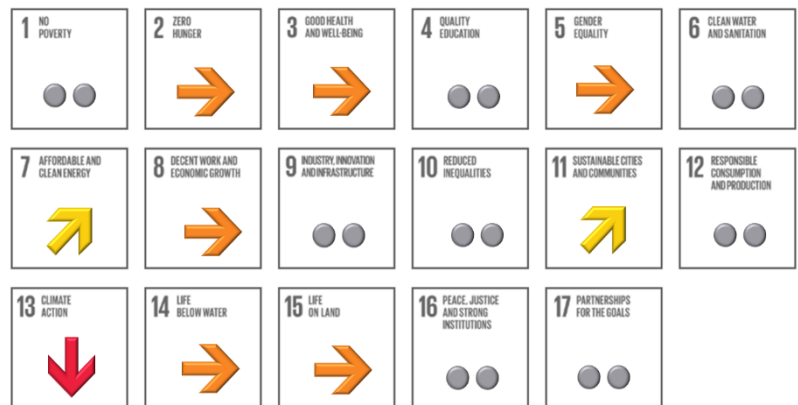 1 NO
POVERTY
2 ZERO
HUNGER
3 GOOD HEALTH
AND WELL-BEING
4 QUALITY
EDUCATION
5 GENDER
EQUALITY
6 CLEAN WATER
AND SANITATION
7 AFFORDABLE AND
CLEAN ENERGY
8 DECENT WORK AND
ECONOMIC GROWTH
9 INDUSTRY, INNOVATION
AND INFRASTRUCTURE
10 REDUCED
INEQUALITIES
11 SUSTAINABLE CITIES
AND COMMUNITIES
12 RESPONSIBLE
CONSUMPTION
AND PRODUCTION
13 CLIMATE
ACTION
14 LIFE
BELOW WATER
15 LIFE
ON LAND
16 PEACE, JUSTICE
AND STRONG
INSTITUTIONS
17 PARTNERSHIPS
FOR THE GOALS